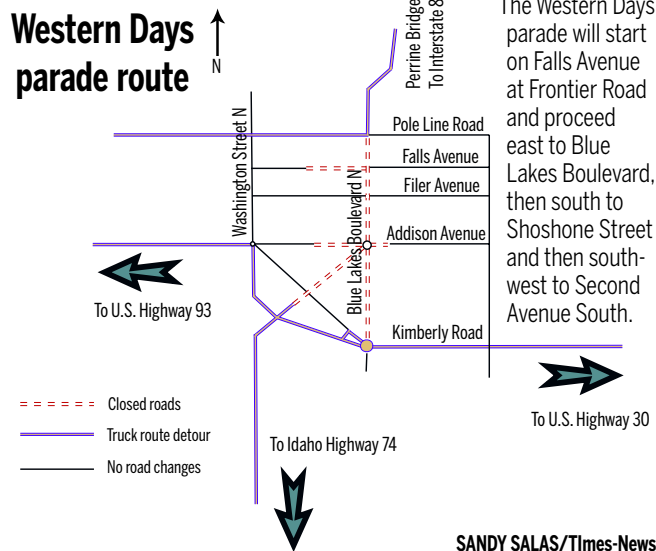 Western Days
parade route
N
Perrine Bridge
To Interstate 8
The Western Days
parade will start
on Falls Avenue
at Frontier Road
and proceed
east to Blue
Lakes Boulevard,
then south to
Shoshone Street
and then south-
west to Second
Avenue South.
Washington Street N
Blue Lakes Boulevard N
Pole Line Road
Falls Avenue
Filer Avenue
Addison Avenue
To U.S. Highway 93
Kimberly Road
To U.S. Highway 30
Closed roads
Truck route detour
No road changes
To Idaho Highway 74
SANDY SALAS/TImes-News